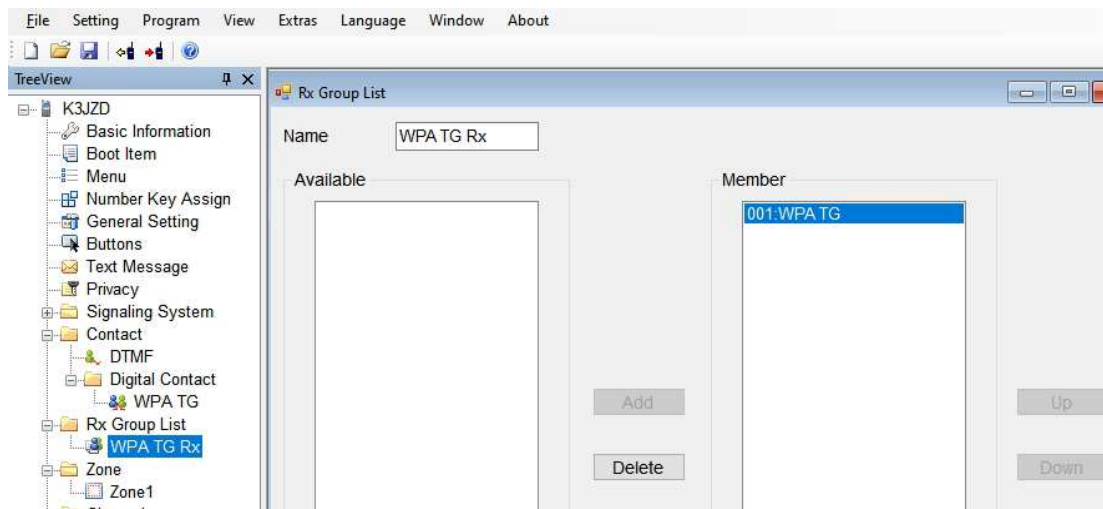 File Setting Program View Extras Language Window About
TreeView
K3JZD
Basic Information
Boot Item
Menu
Number Key Assign
General Setting
Buttons
Text Message
Privacy
Signaling System
Contact
DTMF
Digital Contact
WPA TG
Rx Group List
WPA TG Rx
Zone
Zone1
Rx Group List
Name WPA TG Rx
Available
Member
001:WPA TG
Add
Delete
Up
Down